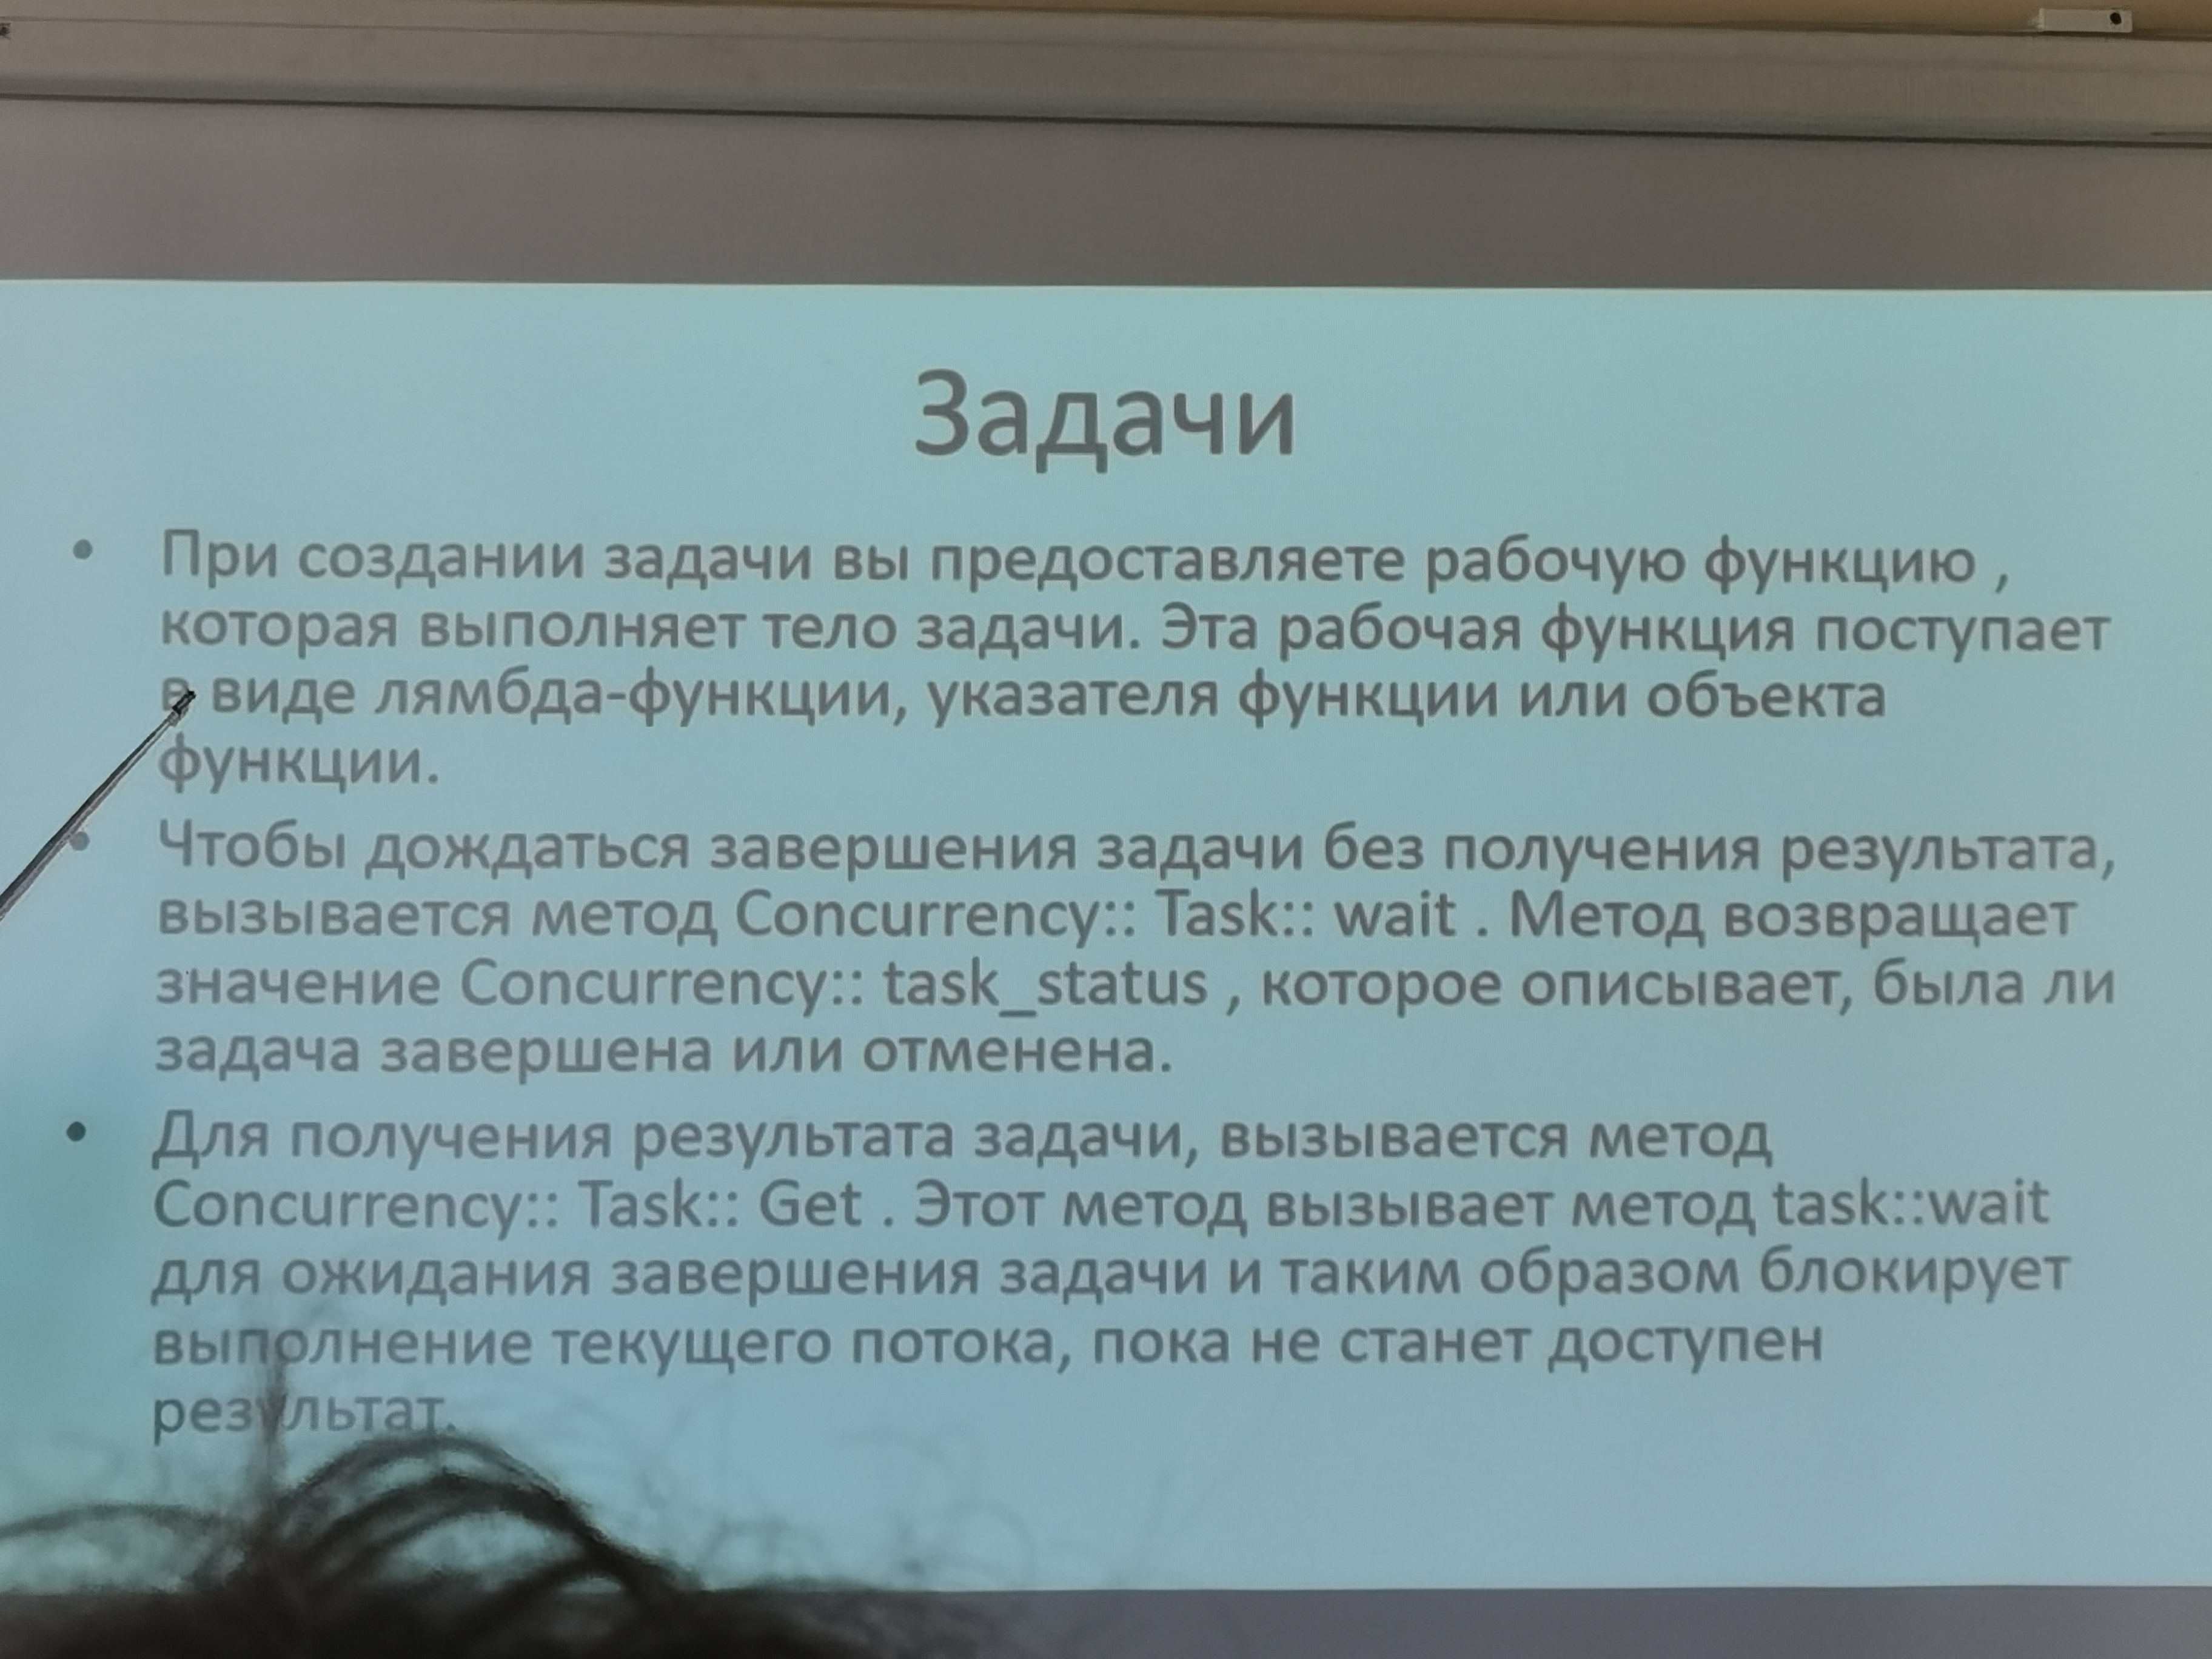 Задачи
• При создании задачи вы предоставляете рабочую функцию ,
которая выполняет тело задачи. Эта рабочая функция поступает
в виде лямбда-функции, указателя функции или объекта
функции.
• Чтобы дождаться завершения задачи без получения результата,
вызывается метод Concurrency:: Task:: wait . Метод возвращает
значение Concurrency:: task_status , которое описывает, была ли
задача завершена или отменена.
• Для получения результата задачи, вызывается метод
Concurrency:: Task:: Get . Этот метод вызывает метод task::wait
для ожидания завершения задачи и таким образом блокирует
выполнение текущего потока, пока не станет доступен
результат.